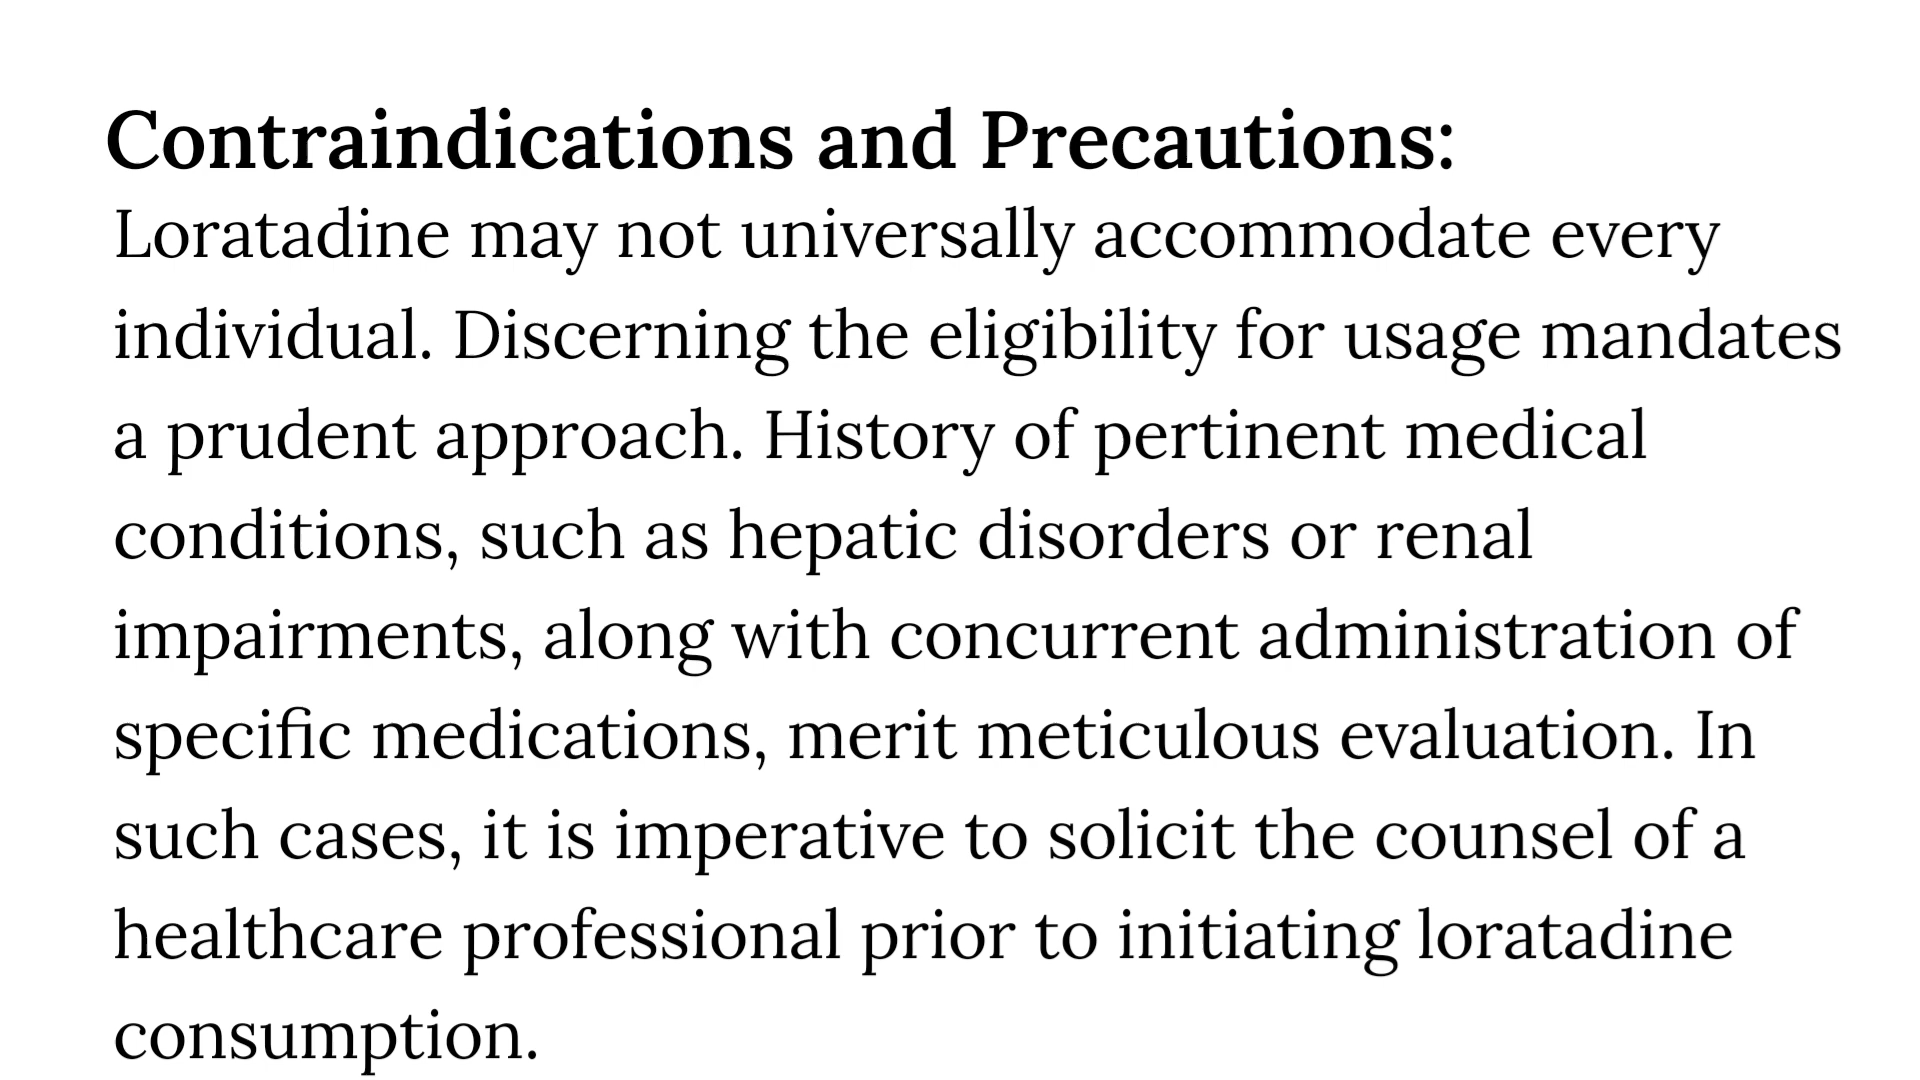 Contraindications and Precautions:
Loratadine may not universally accommodate every
individual. Discerning the eligibility for usage mandates
a prudent approach. History of pertinent medical
conditions, such as hepatic disorders or renal
impairments, along with concurrent administration of
specific medications, merit meticulous evaluation. In
such cases, it is imperative to solicit the counsel of a
healthcare professional prior to initiating loratadine
consumption.